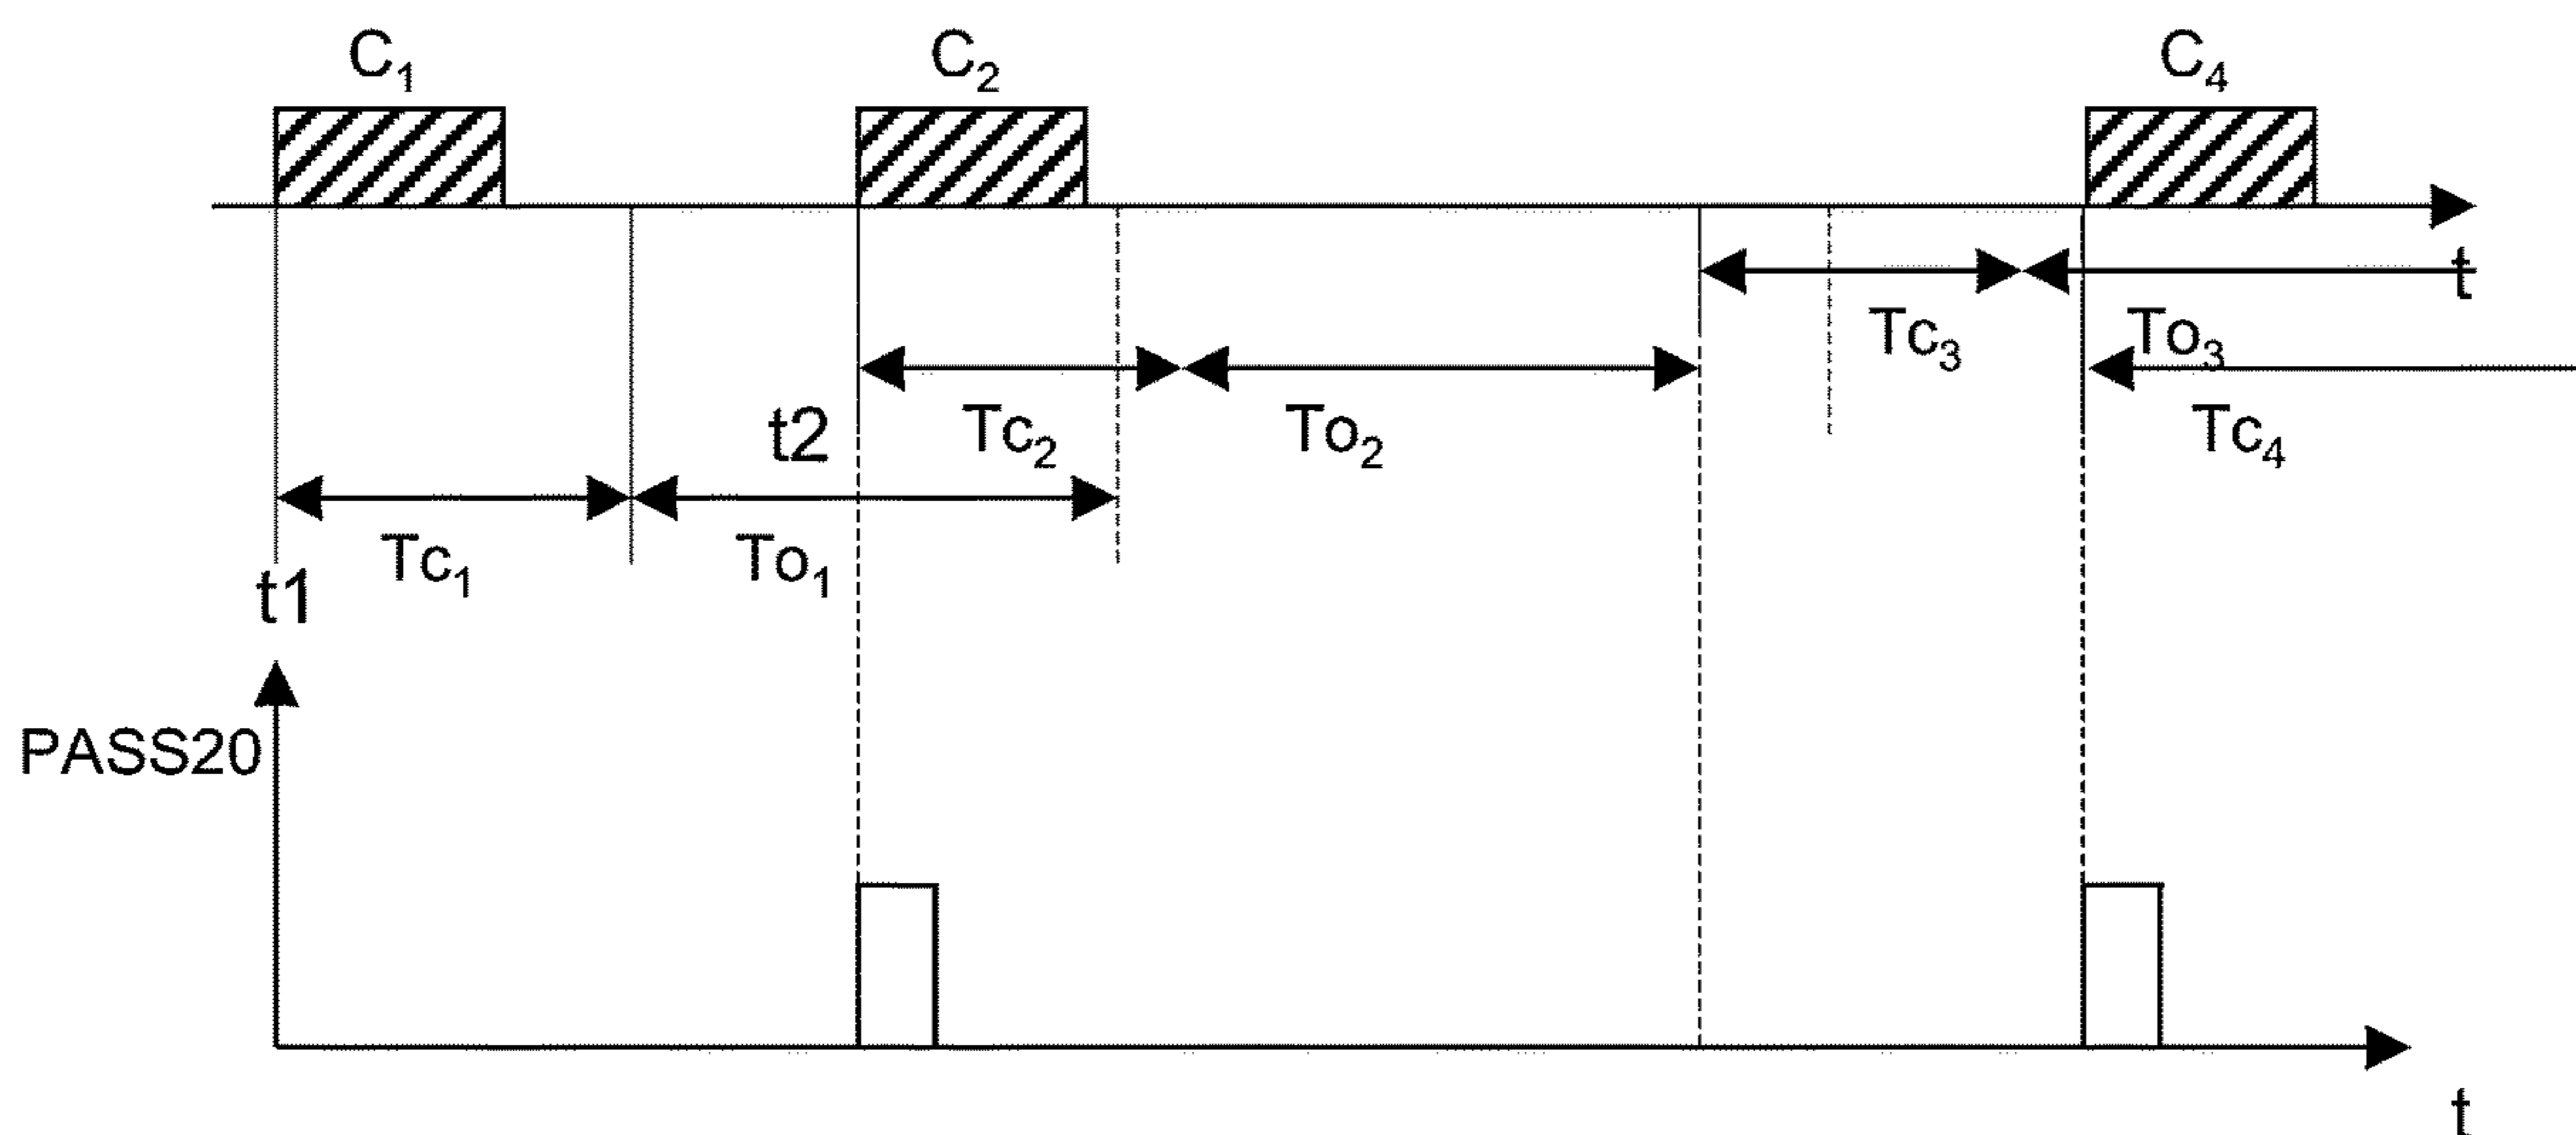 C₁ C₂ C₄
t
Tc₃ To₃
t2 Tc₂ To₂ Tc₄
Tc₁ To₁
t1
PASS20
t